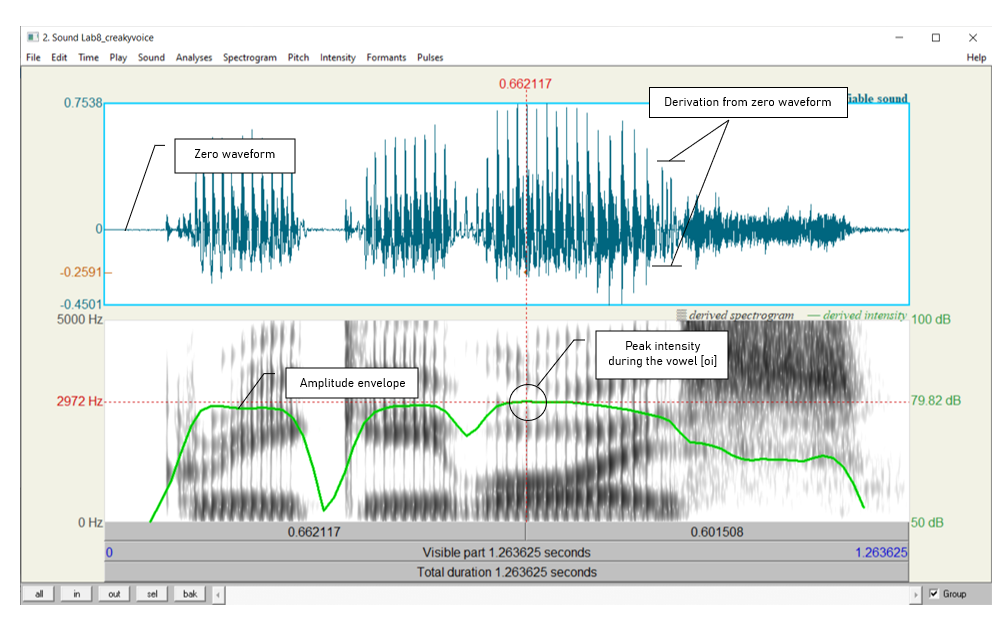 2. Sound Lab8_creakyvoice
File Edit Time Play Sound Analyses Spectrogram Pitch Intensity Formants Pulses Help
0.662117
0.7538
Derivation from zero waveform
iable sound
Zero waveform
0
-0.2591
-0.4501
5000 Hz
derived spectrogram
derived intensity
100 dB
Peak intensity
during the vowel [oi]
Amplitude envelope
2972 Hz
79.82 dB
0 Hz
50 dB
0.662117
0.601508
0
Visible part 1.263625 seconds
1.263625
Total duration 1.263625 seconds
all in out sel bak
Group